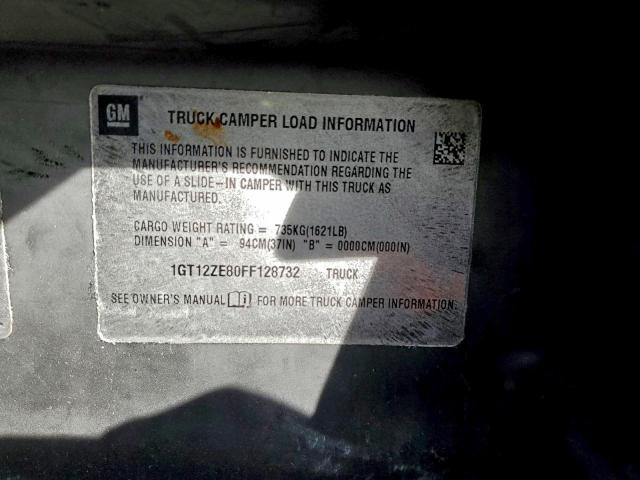 GM
TRUCK CAMPER LOAD INFORMATION
THIS INFORMATION IS FURNISHED TO INDICATE THE
MANUFACTURER'S RECOMMENDATION REGARDING THE
USE OF A SLIDE-IN CAMPER WITH THIS TRUCK AS
MANUFACTURED.
CARGO WEIGHT RATING = 735KG(1621LB)
DIMENSION "A" = 94CM(37IN) "B" = 0000CM(000IN)
1GT12ZE80FF128732 TRUCK
SEE OWNER'S MANUAL FOR MORE TRUCK CAMPER INFORMATION